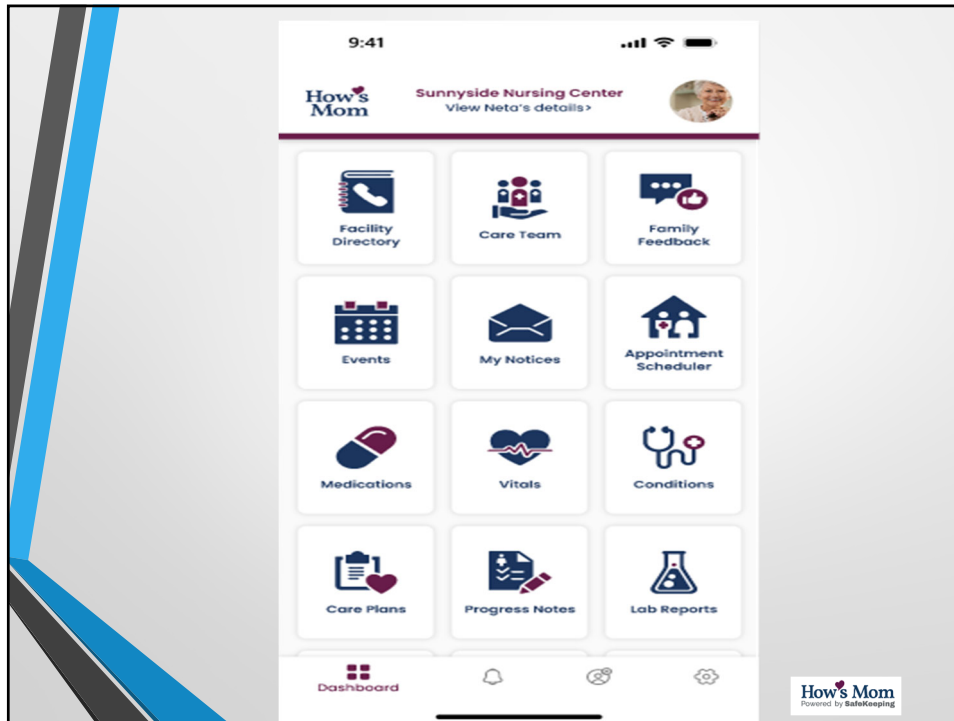 9:41
How's
Mom
Sunnyside Nursing Center
View Neta's details>
Facility
Directory
Care Team
Family
Feedback
Events
My Notices
Appointment
Scheduler
Medications
Vitals
Conditions
Care Plans
Progress Notes
Lab Reports
Dashboard
How's Mom
Powered by SafeKeeping